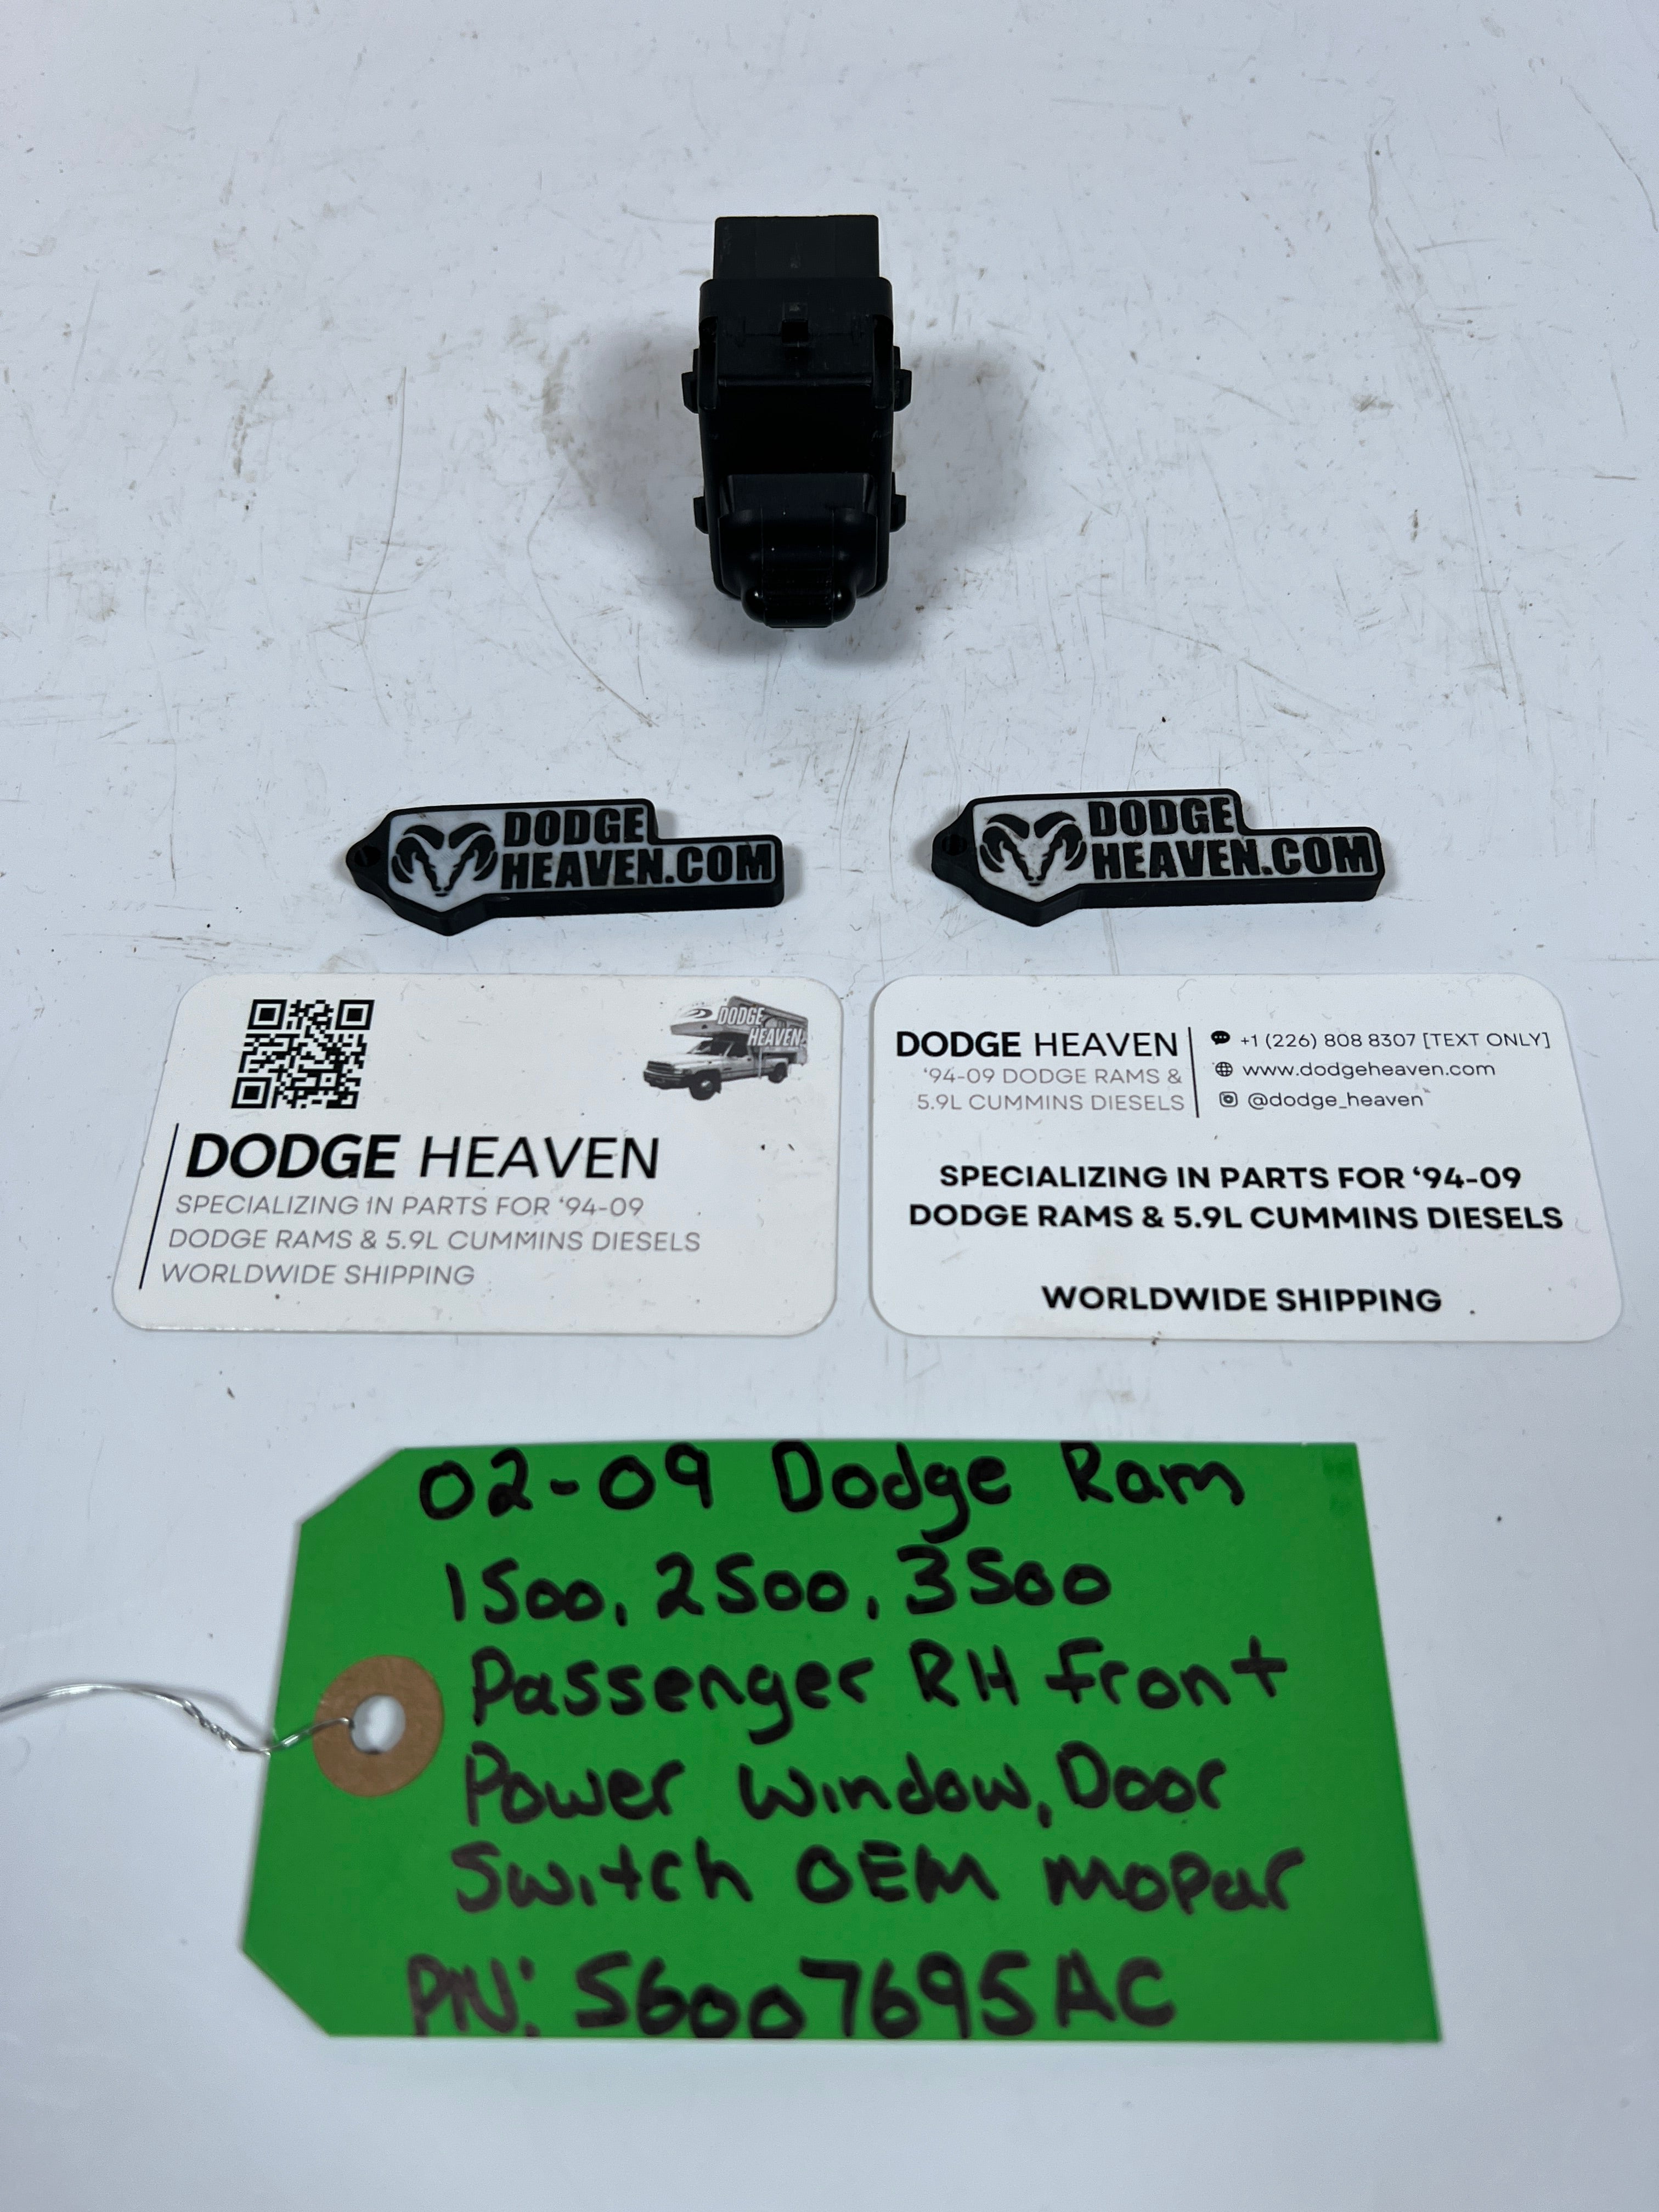 DODGE
HEAVEN.COM
DODGE
HEAVEN.COM
DODGE
HEAVEN
DODGE HEAVEN
SPECIALIZING IN PARTS FOR ‘94-09
DODGE RAMS & 5.9L CUMMINS DIESELS
WORLDWIDE SHIPPING
DODGE HEAVEN
‘94-09 DODGE RAMS &
5.9L CUMMINS DIESELS
+1 (226) 808 8307 [TEXT ONLY]
www.dodgeheaven.com
@dodge_heaven
SPECIALIZING IN PARTS FOR ‘94-09
DODGE RAMS & 5.9L CUMMINS DIESELS
WORLDWIDE SHIPPING
02-09 Dodge Ram
1500, 2500, 3500
Passenger RH front
Power window, Door
Switch OEM mopar
PN: 56007695AC